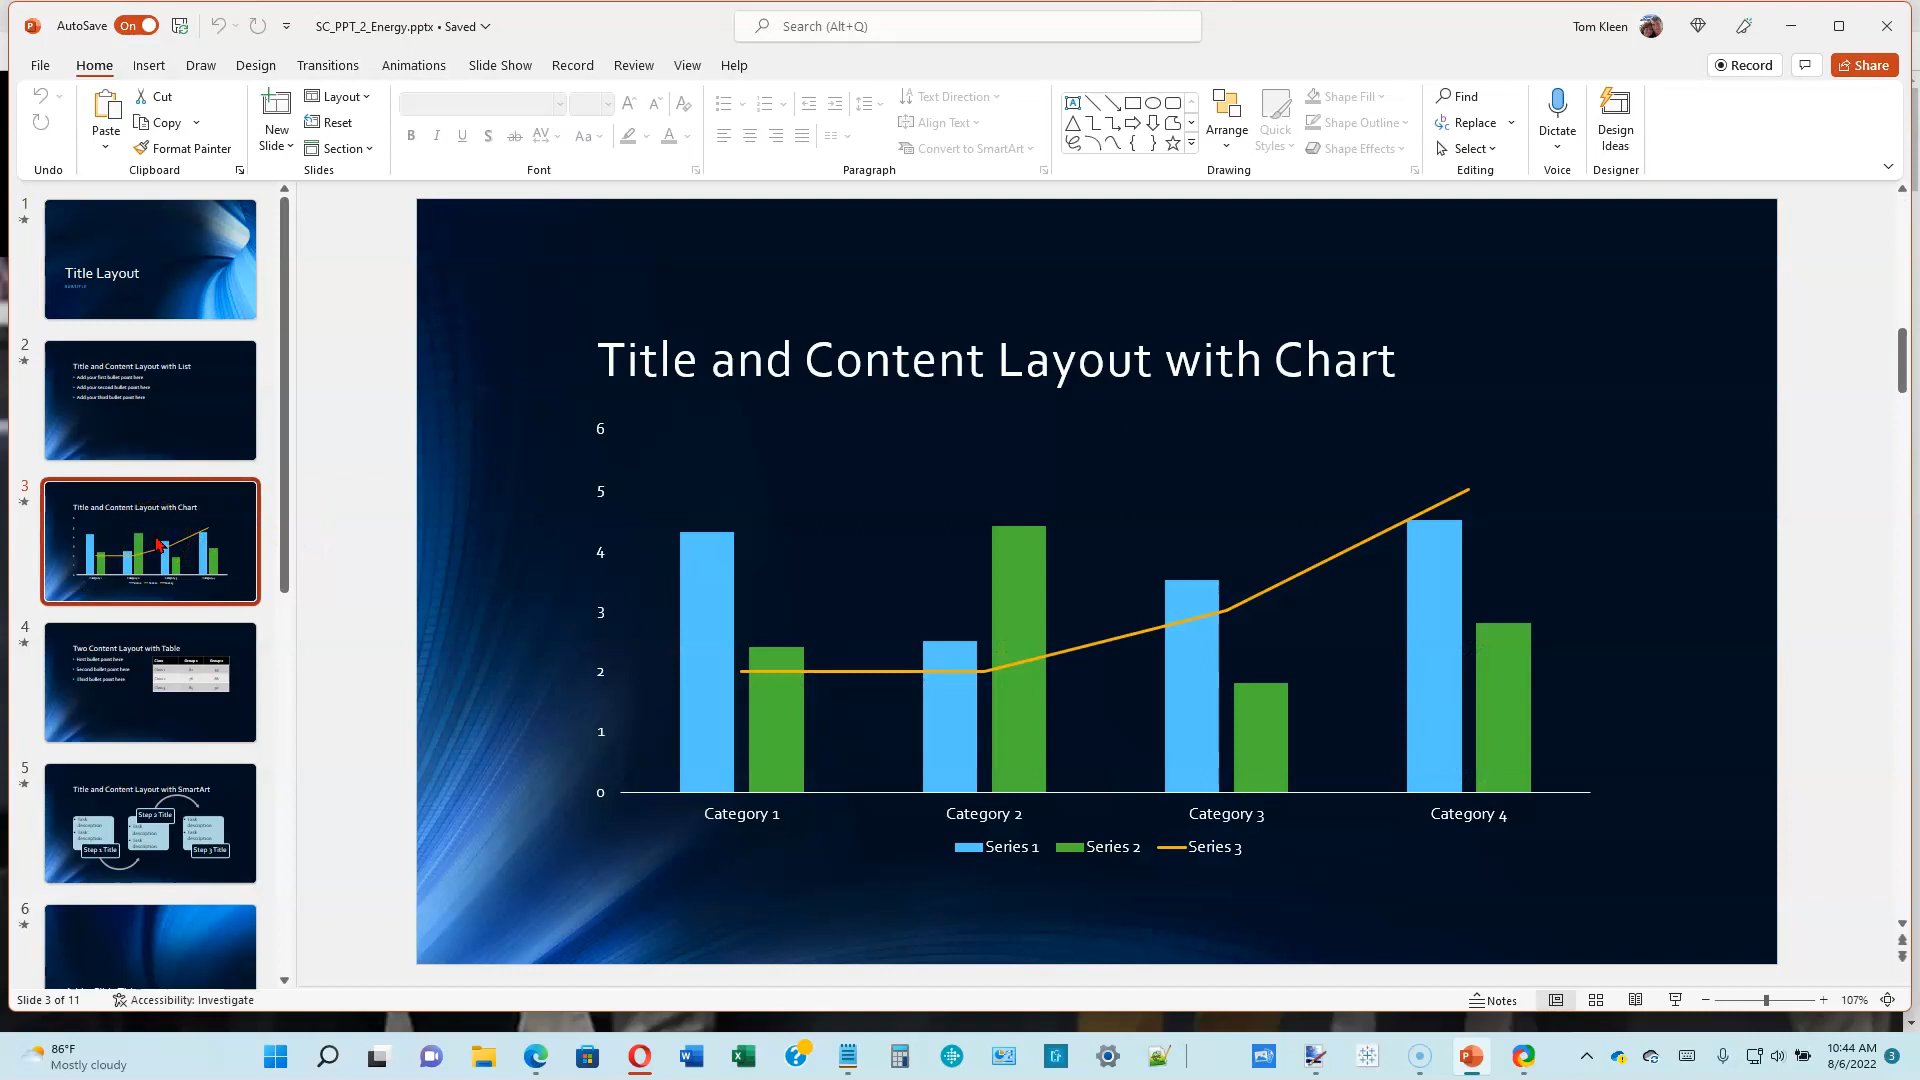 AutoSave On SC_PPT_2_Energy.pptx • Saved Search (Alt+Q) Tom Kleen
File Home Insert Draw Design Transitions Animations Slide Show Record Review View Help Record Share
Paste Cut Copy Format Painter
New Slide Layout Reset Section
Text Direction Align Text Convert to SmartArt
Arrange Quick Styles Shape Fill Shape Outline Shape Effects
Find Replace Select
Dictate
Design Ideas
Undo Clipboard Slides Font Paragraph Drawing Editing Voice Designer
1
Title Layout
SUBTITLE
2
Title and Content Layout with List
• Add your first bullet point here
• Add your second bullet point here
• Add your third bullet point here
3
Title and Content Layout with Chart
4
Two Content Layout with Table
• First bullet point here
• Second bullet point here
• Third bullet point here
5
Title and Content Layout with SmartArt
Step 2 Title
Step 1 Title
Step 3 Title
6
Title and Content Layout with Chart
6
5
4
3
2
1
0
Category 1 Category 2 Category 3 Category 4
Series 1 Series 2 Series 3
Slide 3 of 11 Accessibility: Investigate Notes 107%
86°F
Mostly cloudy
10:44 AM
8/6/2022
3